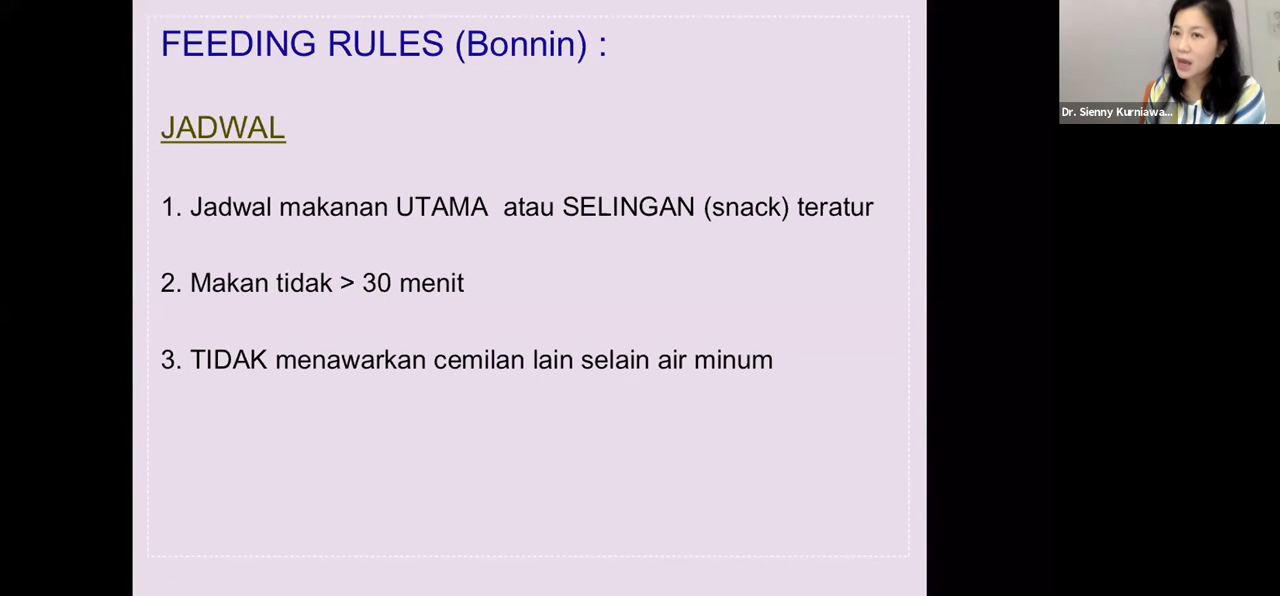 FEEDING RULES (Bonnin) :
JADWAL
1. Jadwal makanan UTAMA atau SELINGAN (snack) teratur
2. Makan tidak > 30 menit
3. TIDAK menawarkan cemilan lain selain air minum
Dr. Sienny Kurniawa...